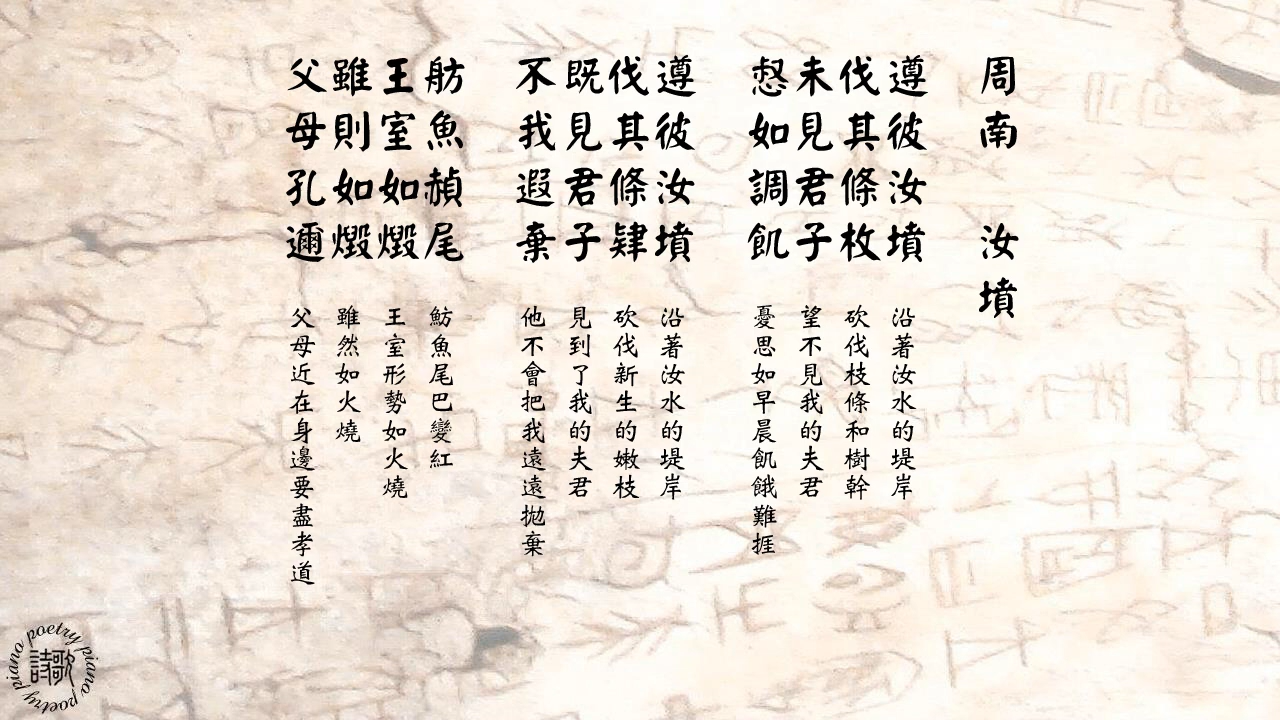 周南 汝墳
遵彼汝墳
伐其條枚
未見君子
惄如調飢
遵彼汝墳
伐其條肄
既見君子
不我遐棄
舫魚赬尾
王室如燬
雖則如燬
父母孔邇
沿著汝水的堤岸
砍伐枝條和樹幹
望不見我的夫君
憂思如早晨飢餓難捱
沿著汝水的堤岸
砍伐新生的嫩枝
見到了我的夫君
他不會把我遠遠拋棄
魴魚尾巴變紅
王室形勢如火燒
雖然如火燒
父母近在身邊要盡孝道
piano poetry piano poetry
詩歌